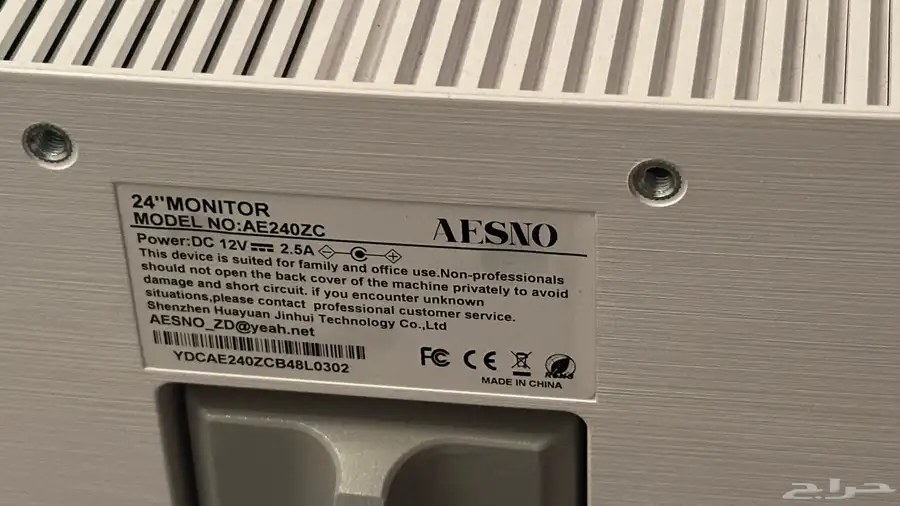 24"MONITOR
MODEL NO:AE240ZC
AESNO
Power:DC 12V 2.5A
This device is suited for family and office use.Non-professionals
should not open the back cover of the machine privately to avoid
damage and short circuit. if you encounter unknown
situations,please contact professional customer service.
Shenzhen Huayuan Jinhui Technology Co.,Ltd
AESNO_ZD@yeah.net
YDCAE240ZCB48L0302
FC CE
RoHS
MADE IN CHINA
حراج